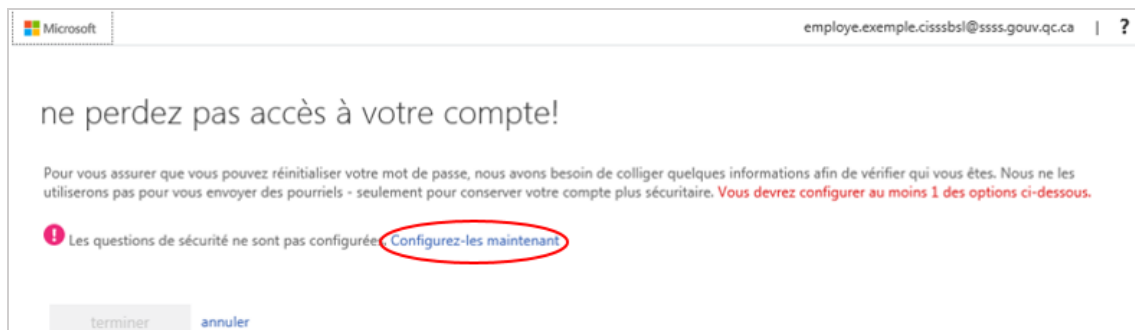 Microsoft
employe.exemple.cisssbsl@ssss.gouv.qc.ca | ?
ne perdez pas accès à votre compte!
Pour vous assurer que vous pouvez réinitialiser votre mot de passe, nous avons besoin de colliger quelques informations afin de vérifier qui vous êtes. Nous ne les
utiliserons pas pour vous envoyer des pourriels - seulement pour conserver votre compte plus sécuritaire. Vous devrez configurer au moins 1 des options ci-dessous.
! Les questions de sécurité ne sont pas configurées. Configurez-les maintenant
terminer annuler